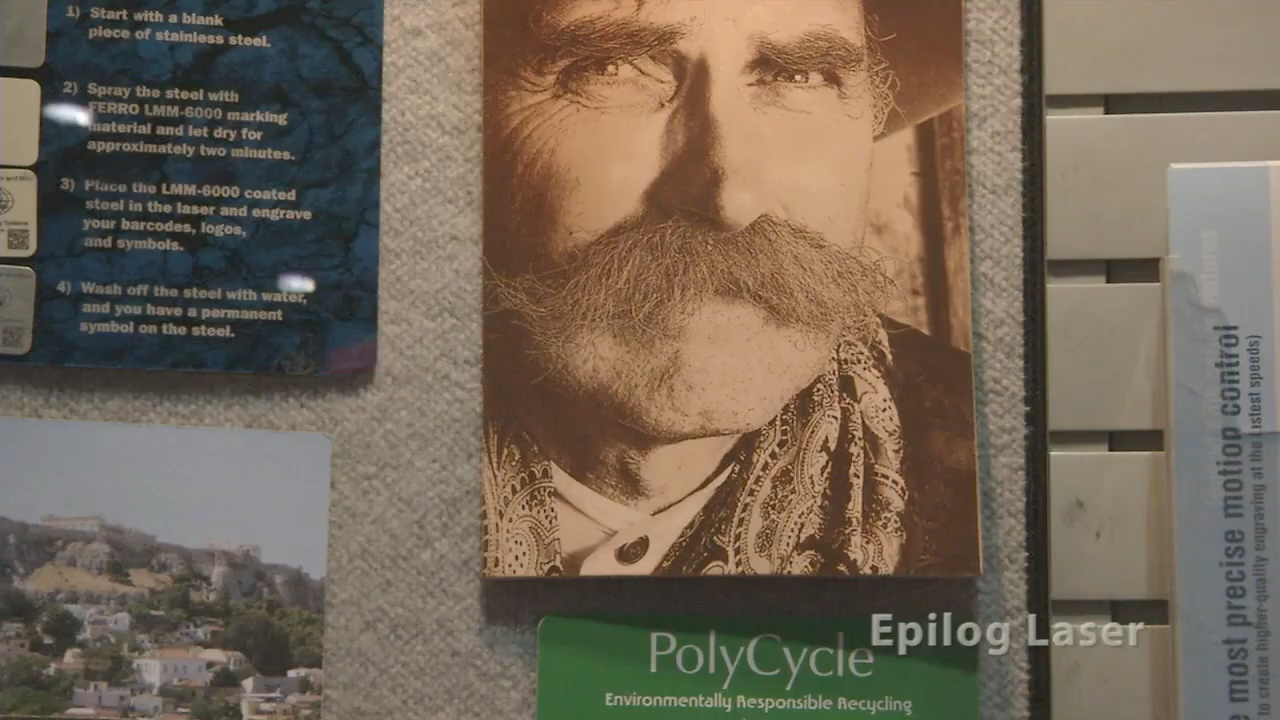 1) Start with a blank
piece of stainless steel.
2) Spray the steel with
FERRO LMM-6000 marking
material and let dry for
approximately two minutes.
3) Place the LMM-6000 coated
steel in the laser and engrave
your barcodes, logos,
and symbols.
4) Wash off the steel with water,
and you have a permanent
symbol on the steel.
PolyCycle
Environmentally Responsible Recycling
Epilog Laser
most precise motion control
to create higher-quality engraving at the fastest speeds)